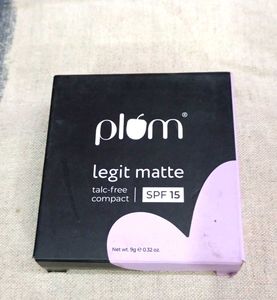 plum®
legit matte
talc-free
compact | SPF 15
Net. wt. 9g e 0.32 oz.